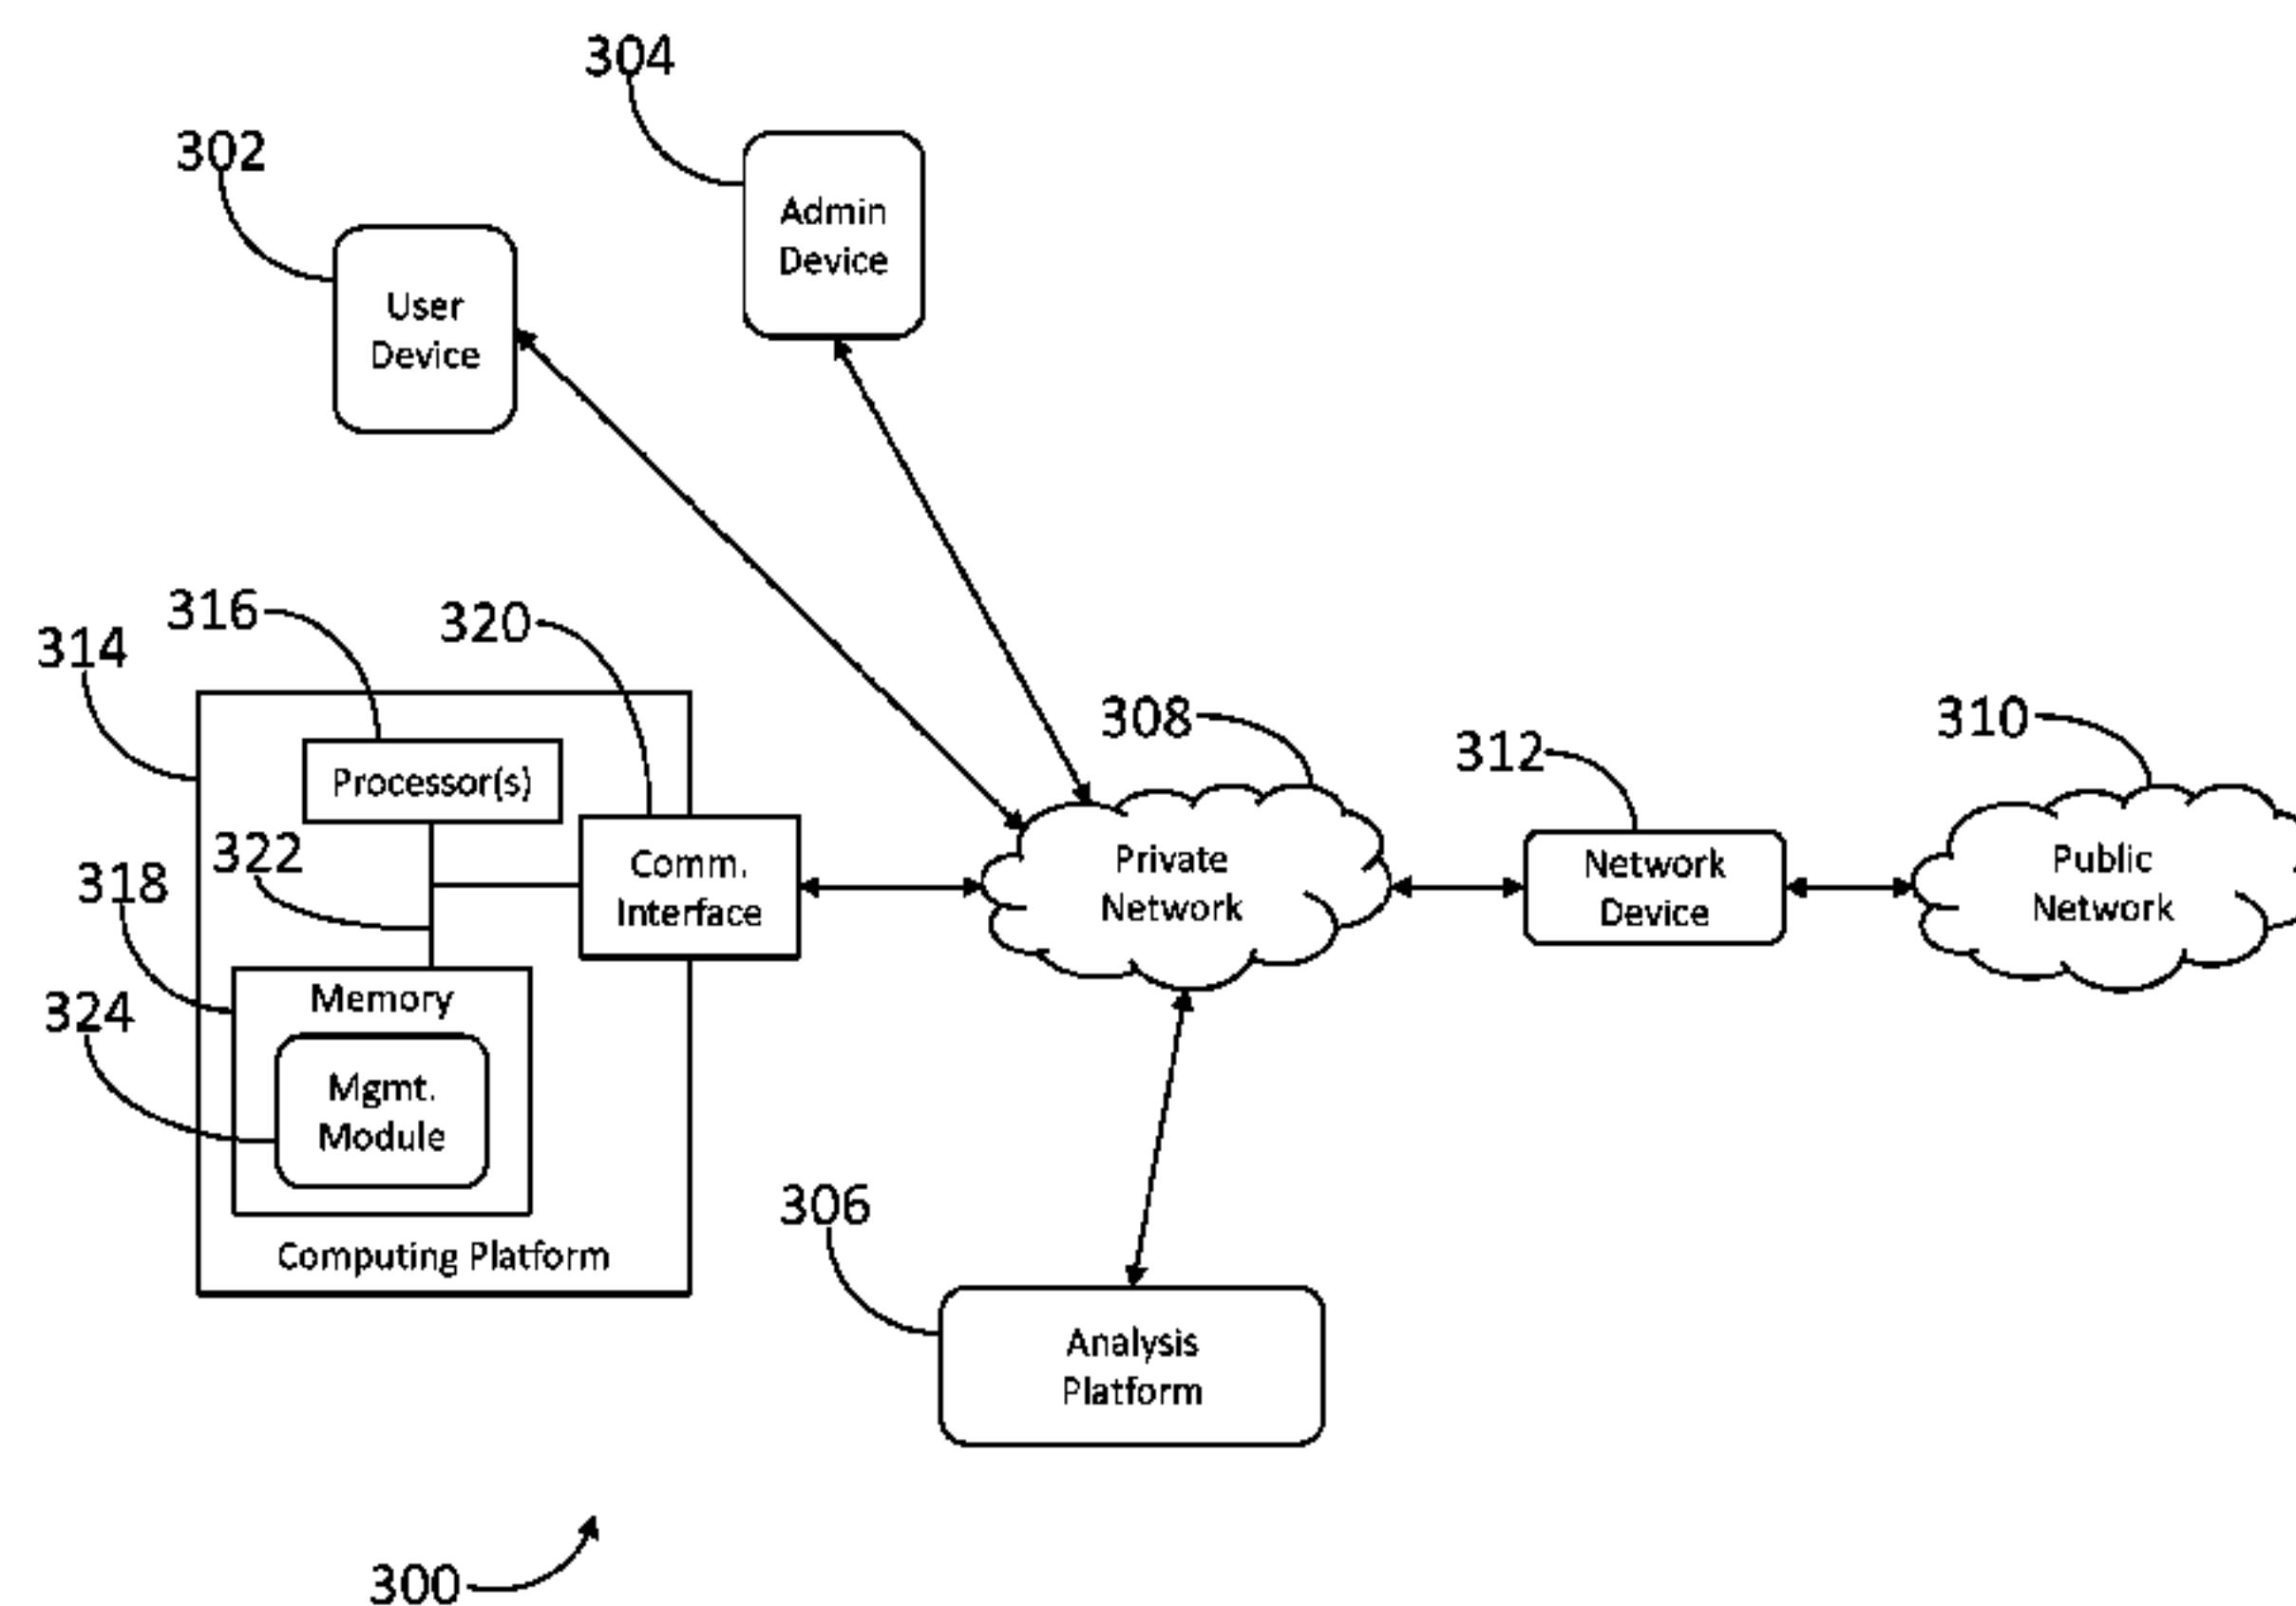 304
302
Admin
Device
User
Device
316
320
314
308
310
312
Processor(s)
322
318
Comm.
Interface
Private
Network
Network
Device
Public
Network
Memory
324
Mgmt.
Module
306
Computing Platform
Analysis
Platform
300